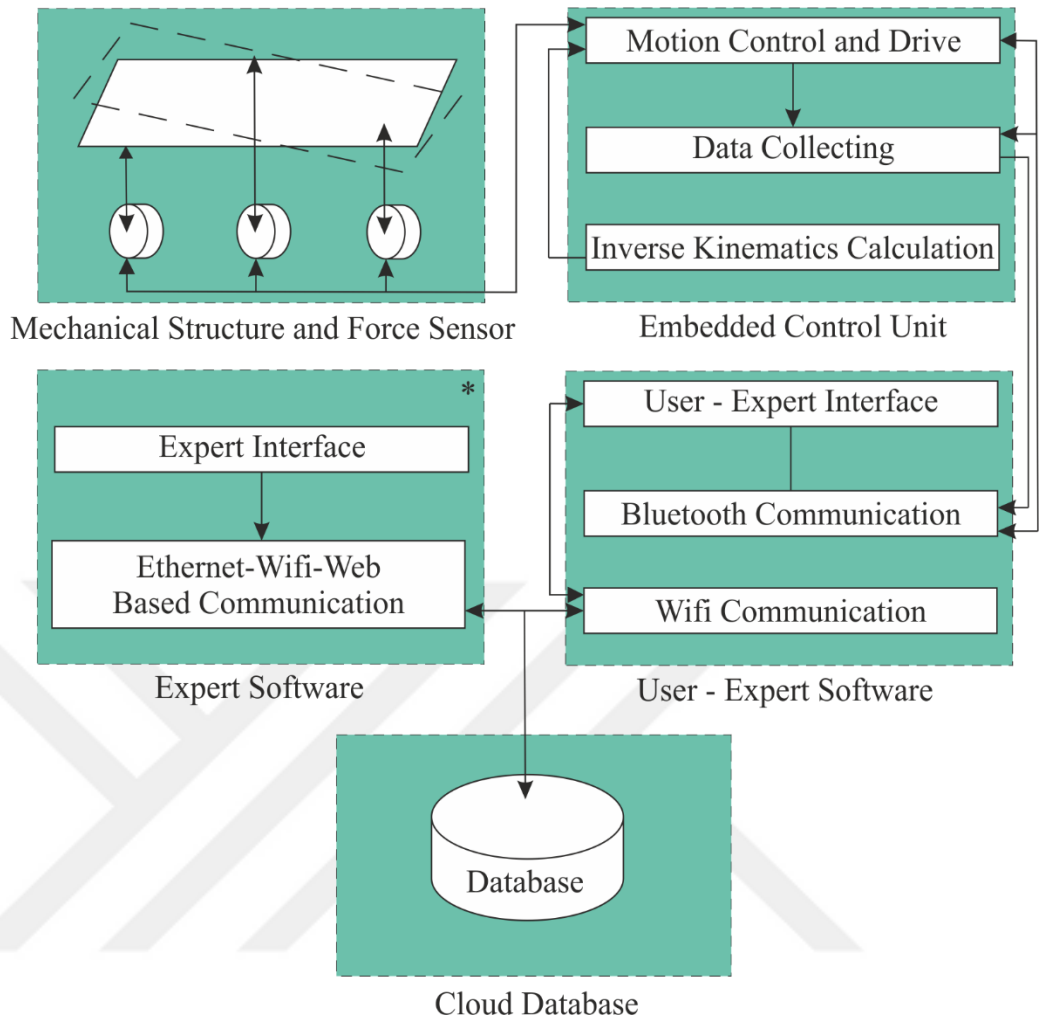 Motion Control and Drive
Data Collecting
Inverse Kinematics Calculation
Mechanical Structure and Force Sensor
Embedded Control Unit
*
Expert Interface
Ethernet-Wifi-Web
Based Communication
Expert Software
User - Expert Interface
Bluetooth Communication
Wifi Communication
User - Expert Software
Database
Cloud Database